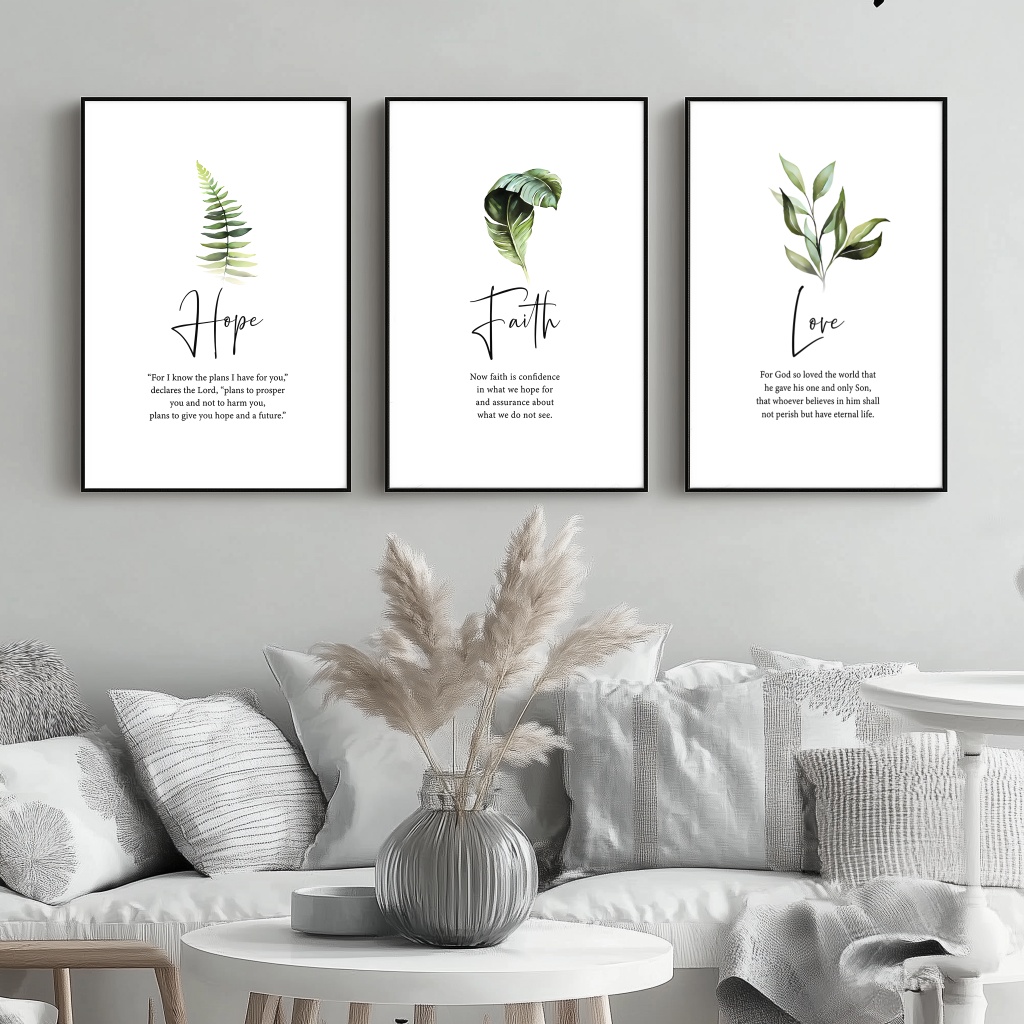 Hope
“For I know the plans I have for you,”
declares the Lord, “plans to prosper
you and not to harm you,
plans to give you hope and a future.”
Faith
Now faith is confidence
in what we hope for
and assurance about
what we do not see.
Love
For God so loved the world that
he gave his one and only Son,
that whoever believes in him shall
not perish but have eternal life.